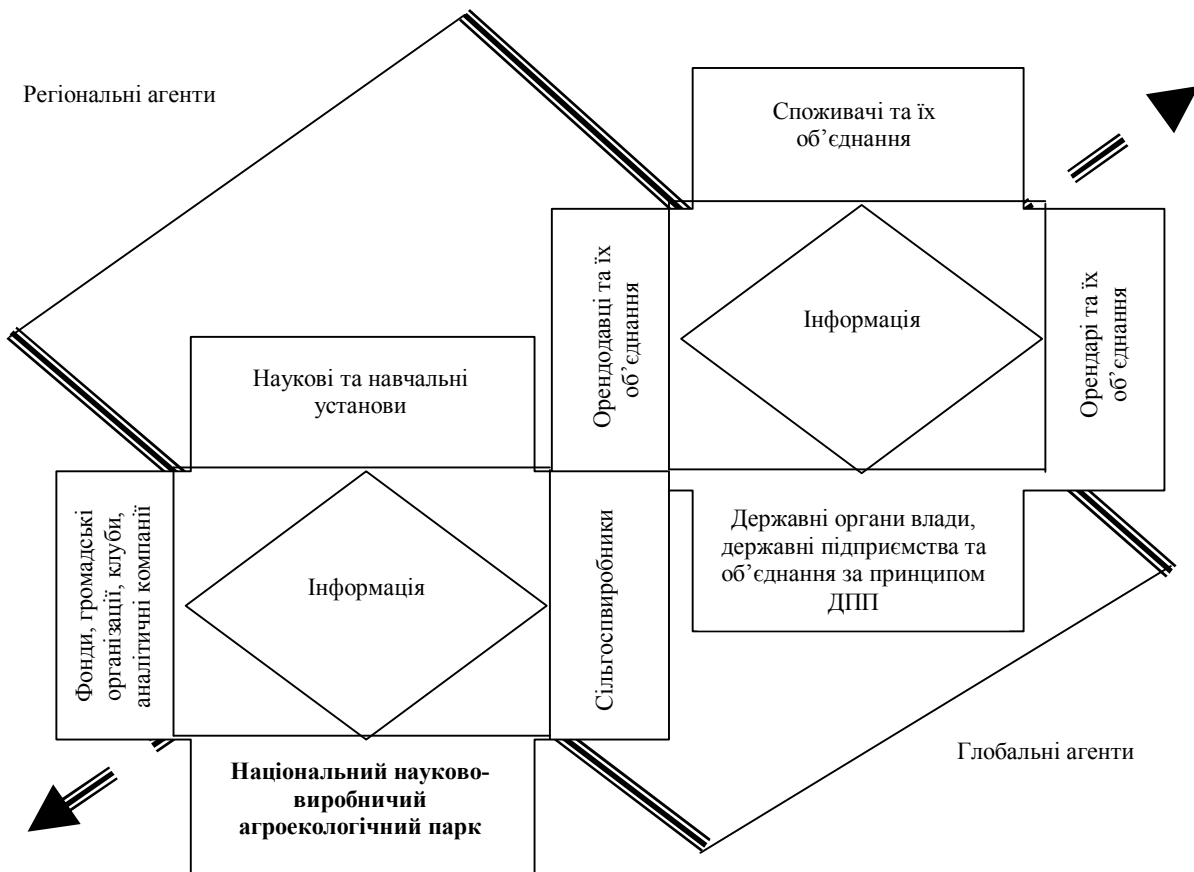 Регіональні агенти
Споживачі та їх
об’єднання
Орендодавці та їх
об’єднання
Інформація
Орендарі та їх
об’єднання
Наукові та навчальні
установи
Фонди, громадські
організації, клуби,
аналітичні компанії
Інформація
Сільгоспвиробники
Державні органи влади,
державні підприємства та
об’єднання за принципом
ДПП
Глобальні агенти
Національний науково-
виробничий
агроекологічний парк